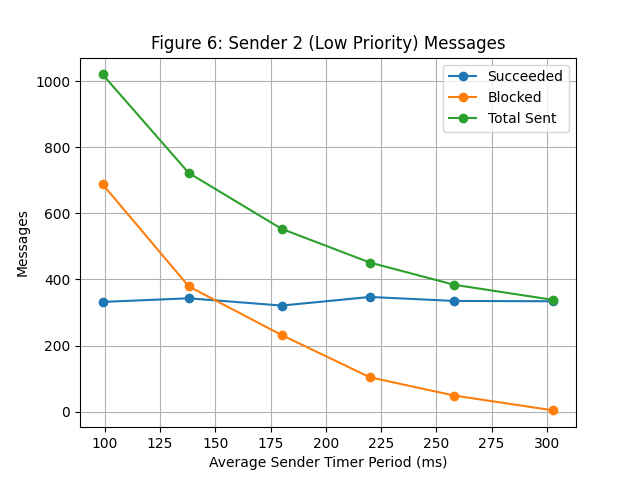 Figure 6: Sender 2 (Low Priority) Messages
Succeeded
Blocked
Total Sent
Messages
1000
800
600
400
200
0
100 125 150 175 200 225 250 275 300
Average Sender Timer Period (ms)